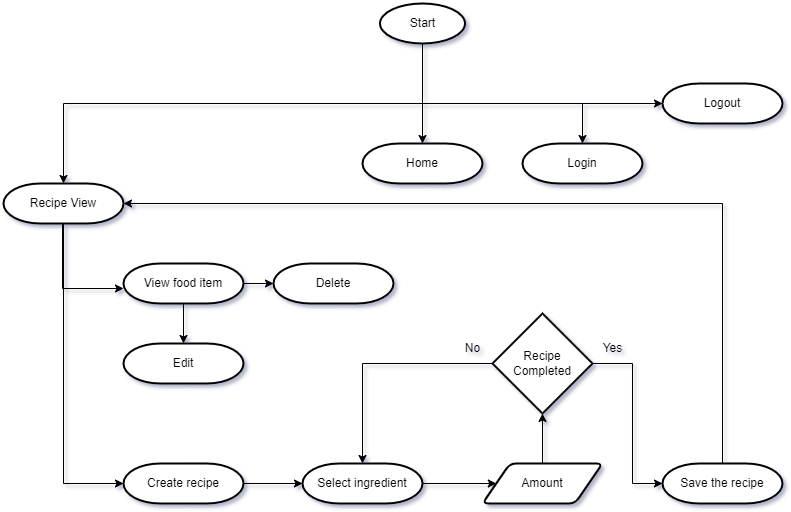 Start
Logout
Home
Login
Recipe View
View food item
Delete
Edit
No
Recipe
Completed
Yes
Create recipe
Select ingredient
Amount
Save the recipe